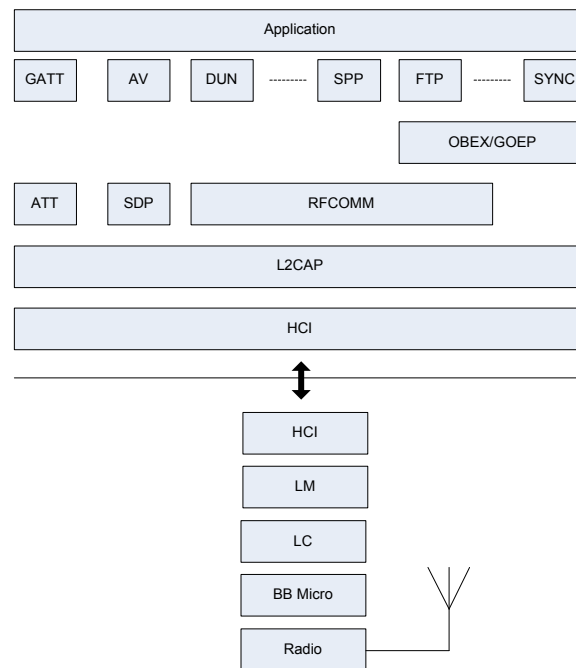 Application
GATT AV DUN --------- SPP FTP --------- SYNC
OBEX/GOEP
ATT SDP RFCOMM
L2CAP
HCI
HCI
LM
LC
BB Micro
Radio